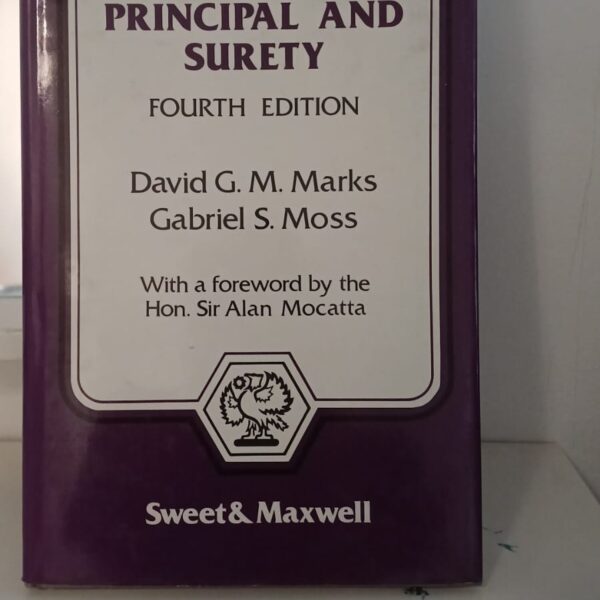 PRINCIPAL AND
SURETY
FOURTH EDITION
David G. M. Marks
Gabriel S. Moss
With a foreword by the
Hon. Sir Alan Mocatta
Sweet & Maxwell